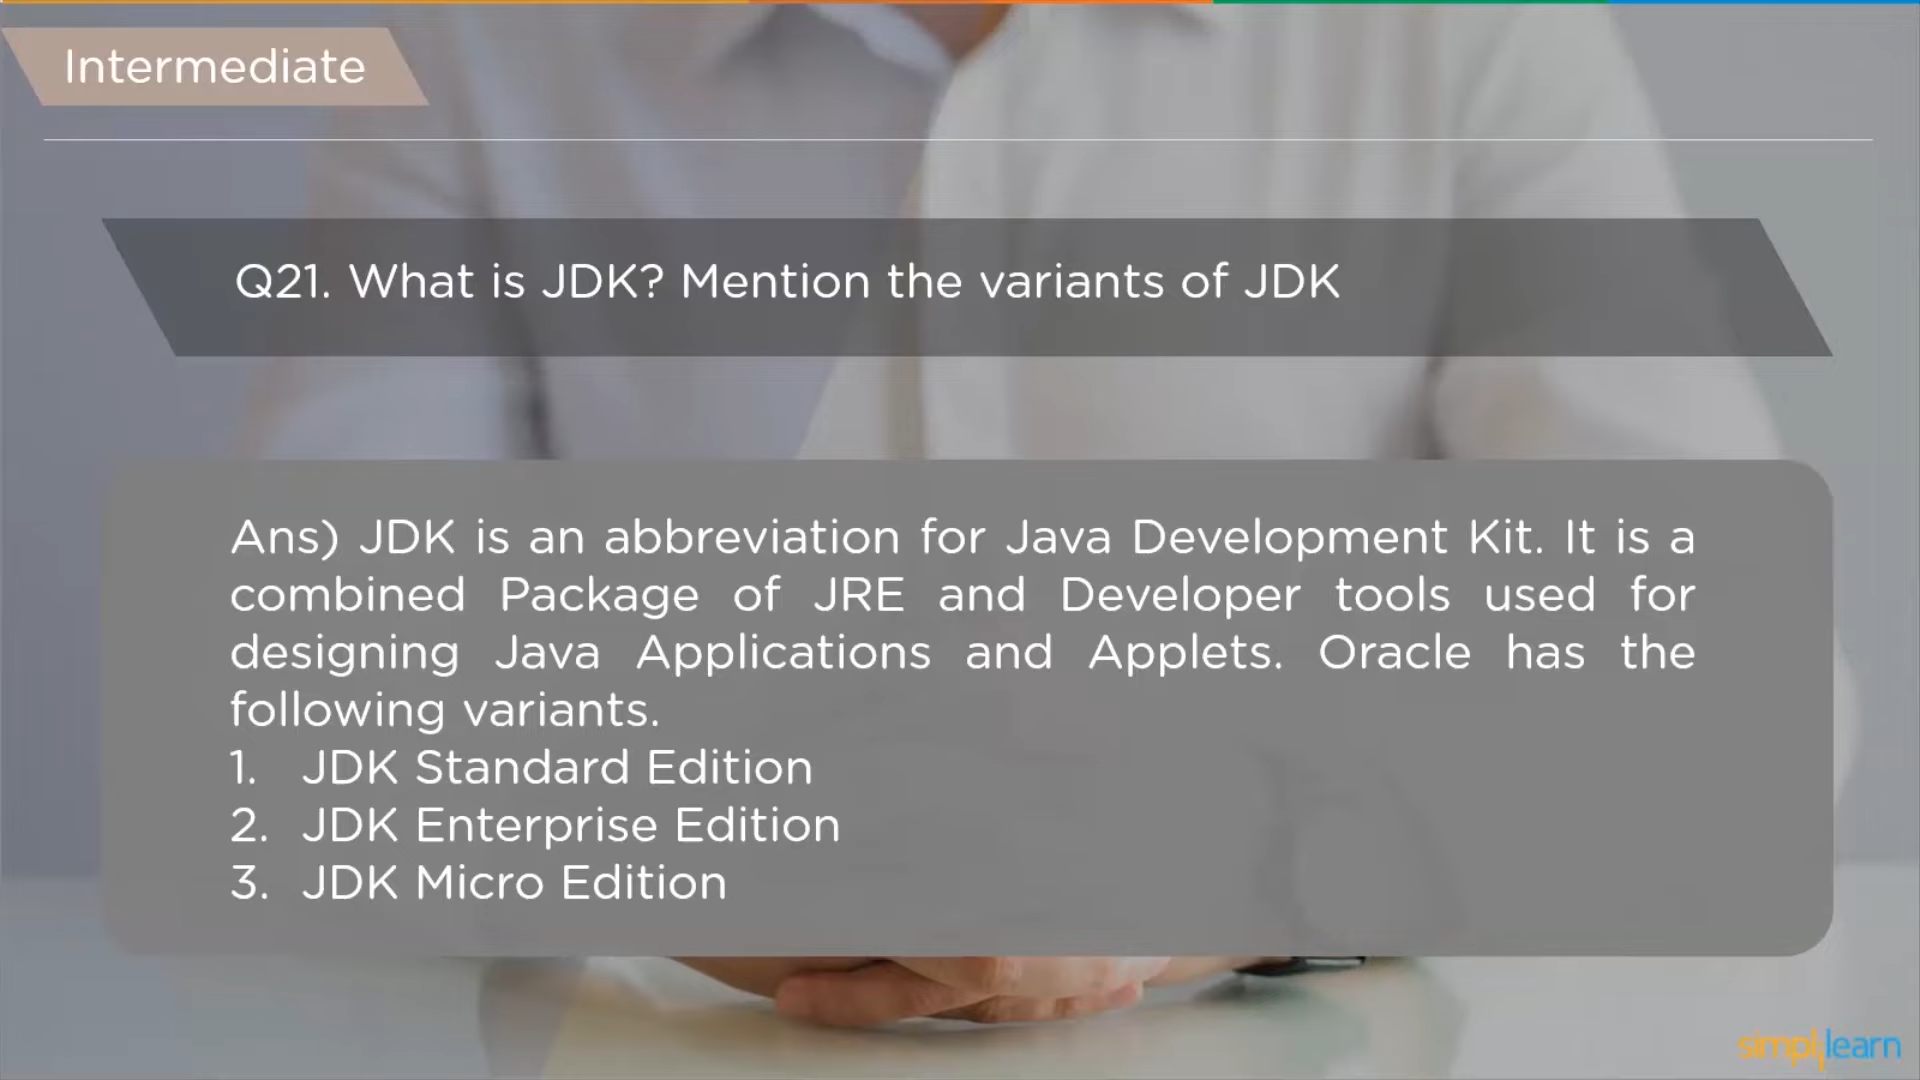 Intermediate
Q21. What is JDK? Mention the variants of JDK
Ans) JDK is an abbreviation for Java Development Kit. It is a
combined Package of JRE and Developer tools used for
designing Java Applications and Applets. Oracle has the
following variants.
1. JDK Standard Edition
2. JDK Enterprise Edition
3. JDK Micro Edition
simplilearn